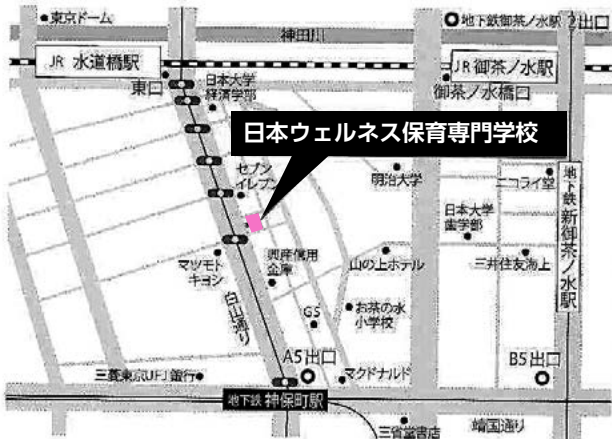 東京ドーム
地下鉄御茶ノ水駅 2出口
神田川
JR 水道橋駅
JR 御茶ノ水駅
東口
御茶ノ水橋口
日本大学
経済学部
日本ウェルネス保育専門学校
セブン
イレブン
明治大学
ニコライ堂
地下鉄 新御茶ノ水駅
日本大学
歯学部
マツモト
キヨシ
興産信用
金庫
山の上ホテル
三井住友海上
白山通り
お茶の水
小学校
GS
A5出口
B5出口
三菱東京UFJ銀行
マクドナルド
地下鉄 神保町駅
三省堂書店
靖国通り